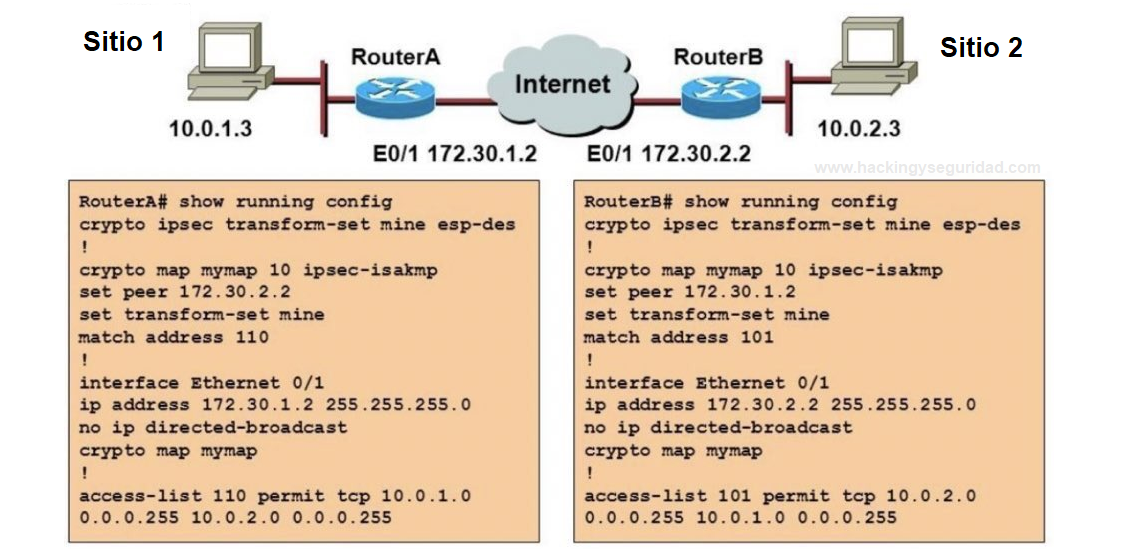 Sitio 1
RouterA
Internet
RouterB
Sitio 2
10.0.1.3
E0/1 172.30.1.2
E0/1 172.30.2.2
10.0.2.3
www.hackingyseguridad.com
RouterA# show running config
crypto ipsec transform-set mine esp-des
!
crypto map mymap 10 ipsec-isakmp
set peer 172.30.2.2
set transform-set mine
match address 110
!
interface Ethernet 0/1
ip address 172.30.1.2 255.255.255.0
no ip directed-broadcast
crypto map mymap
!
access-list 110 permit tcp 10.0.1.0
0.0.0.255 10.0.2.0 0.0.0.255
RouterB# show running config
crypto ipsec transform-set mine esp-des
!
crypto map mymap 10 ipsec-isakmp
set peer 172.30.1.2
set transform-set mine
match address 101
!
interface Ethernet 0/1
ip address 172.30.2.2 255.255.255.0
no ip directed-broadcast
crypto map mymap
!
access-list 101 permit tcp 10.0.2.0
0.0.0.255 10.0.1.0 0.0.0.255